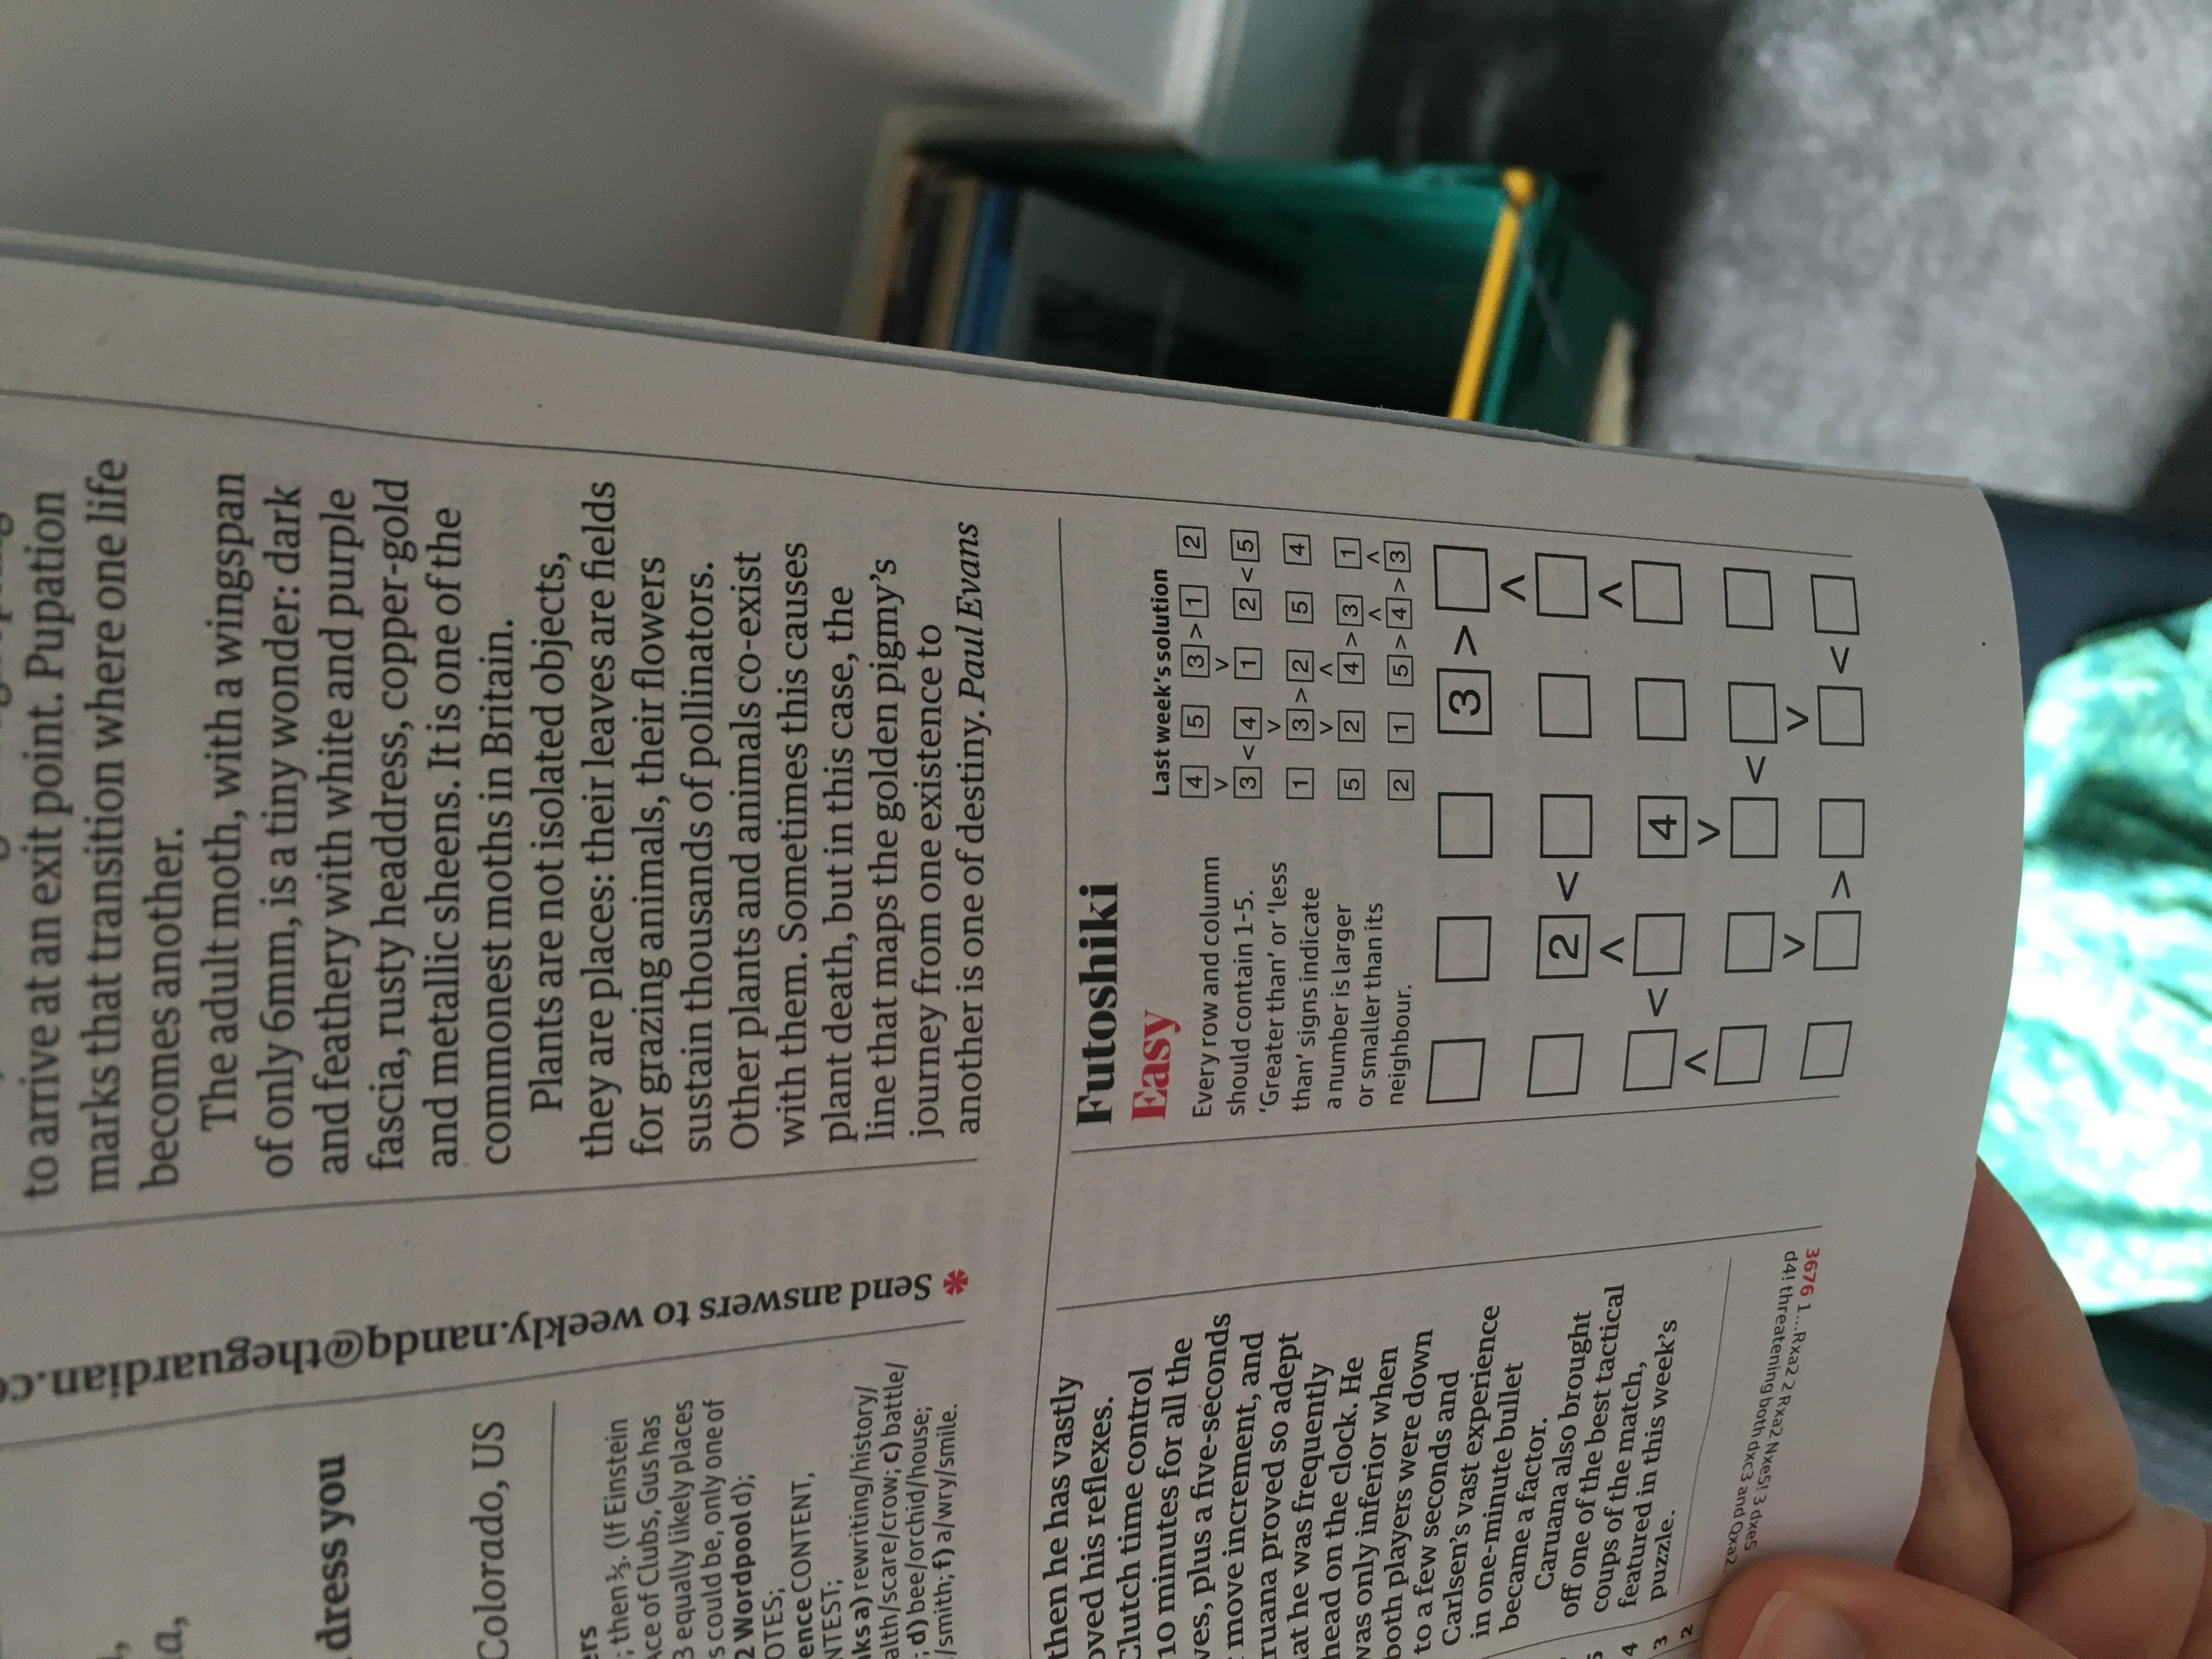 to arrive at an exit point. Pupation
marks that transition where one life
becomes another.
The adult moth, with a wingspan
of only 6mm, is a tiny wonder: dark
and feathery with white and purple
fascia, rusty headdress, copper-gold
and metallic sheens. It is one of the
commonest moths in Britain.
Plants are not isolated objects,
they are places: their leaves are fields
for grazing animals, their flowers
sustain thousands of pollinators.
Other plants and animals co-exist
with them. Sometimes this causes
plant death, but in this case, the
line that maps the golden pigmy's
journey from one existence to
another is one of destiny. Paul Evans
dress you
Colorado, US
; then ⅓. (If Einstein
Ace of Clubs, Gus has
3 equally likely places
s could be, only one of
2 Wordpool d);
OTES;
ence CONTENT,
NTEST;
ks a) rewriting/history/
alth/scare/crow; c) battle/
; d) bee/orchid/house;
/smith; f) a/wry/smile.
* Send answers to weekly.nandq@theguardian.co
then he has vastly
oved his reflexes.
Clutch time control
10 minutes for all the
ves, plus a five-seconds
move increment, and
ruana proved so adept
at he was frequently
head on the clock. He
was only inferior when
both players were down
to a few seconds and
Carlsen's vast experience
in one-minute bullet
became a factor.
Caruana also brought
off one of the best tactical
coups of the match,
featured in this week's
puzzle.
5
4
3
2
3676 1...Rxa2 2 Rxa2 Nxe5! 3 dxe5
d4! threatening both dxc3 and Qxa2.
Futoshiki
Easy
Every row and column
should contain 1-5.
'Greater than' or 'less
than' signs indicate
a number is larger
or smaller than its
neighbour.
Last week's solution
4 5 3 > 1 2
v v
3 < 4 1 2 < 5
v
1 3 > 2 5 4
v ʌ
5 2 4 > 3 1
ʌ ʌ
2 1 5 > 4 > 3
3 >
ʌ
2 <
ʌ ʌ
< 4
ʌ v
<
v v
> <